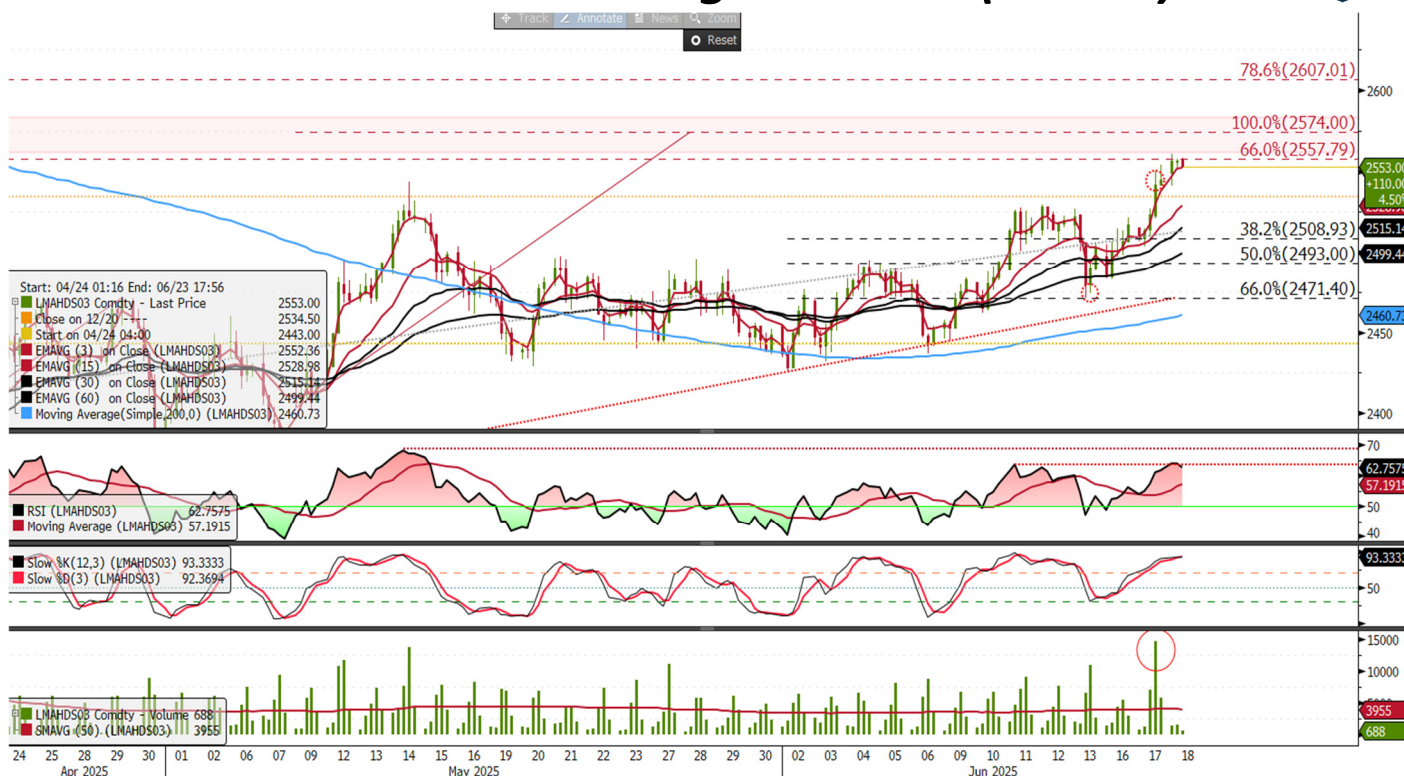 Track Annotate News Zoom
Reset
78.6%(2607.01)
2600
100.0%(2574.00)
66.0%(2557.79)
2553.00
+110.00
4.50%
38.2%(2508.93)
2515.14
50.0%(2493.00)
2499.44
66.0%(2471.40)
2460.73
2450
2400
Start: 04/24 01:16 End: 06/23 17:56
LMAHDS03 Comdty - Last Price 2553.00
Close on 12/20 ---- 2534.50
Start on 04/24 04:00 2443.00
EMAVG (3) on Close (LMAHDS03) 2552.36
EMAVG (15) on Close (LMAHDS03) 2528.98
EMAVG (30) on Close (LMAHDS03) 2515.14
EMAVG (60) on Close (LMAHDS03) 2499.44
Moving Average(Simple,200,0) (LMAHDS03) 2460.73
70
62.7575
57.1915
50
40
RSI (LMAHDS03) 62.7575
Moving Average (LMAHDS03) 57.1915
93.3333
50
Slow %K(12,3) (LMAHDS03) 93.3333
Slow %D(3) (LMAHDS03) 92.3694
15000
10000
3955
688
LMAHDS03 Comdty - Volume 688
SMAVG (50) (LMAHDS03) 3955
24 25 28 29 30 01 02 06 07 09 12 13 14 15 16 19 20 21 22 23 27 28 29 30 02 03 04 05 06 09 10 11 12 13 16 17 18
Apr 2025 May 2025 Jun 2025